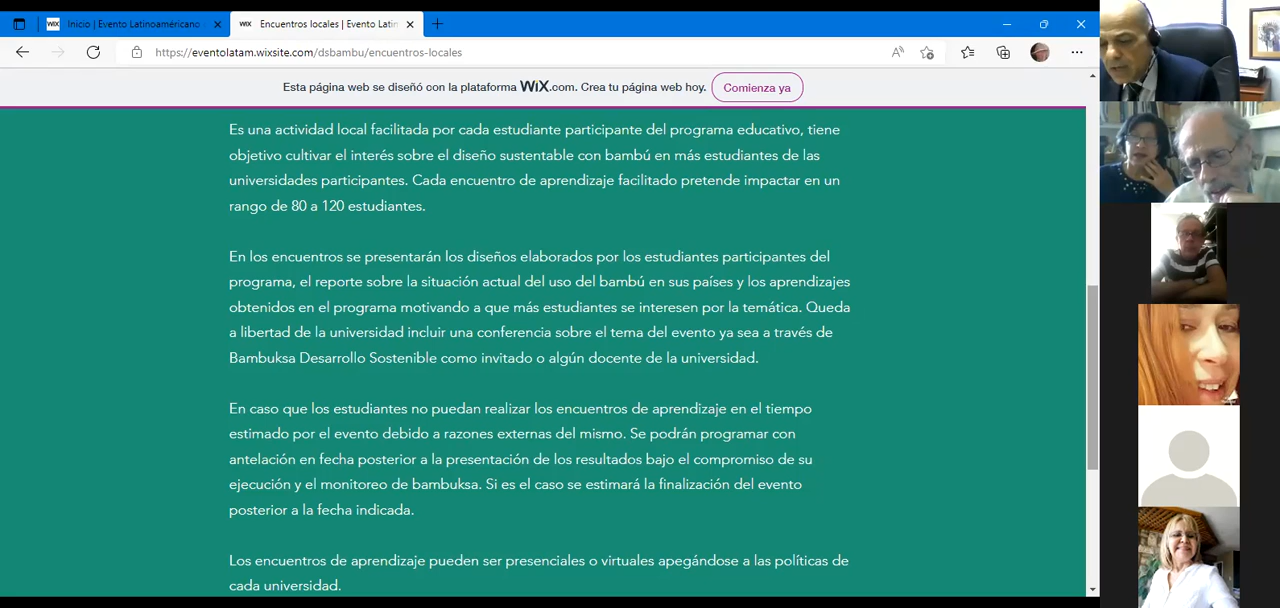 Inicio | Evento Latinoaméricano
Encuentros locales | Evento Latin
https://eventolatam.wixsite.com/dsbambu/encuentros-locales
Esta página web se diseñó con la plataforma WiX.com. Crea tu página web hoy. Comienza ya
Es una actividad local facilitada por cada estudiante participante del programa educativo, tiene
objetivo cultivar el interés sobre el diseño sustentable con bambú en más estudiantes de las
universidades participantes. Cada encuentro de aprendizaje facilitado pretende impactar en un
rango de 80 a 120 estudiantes.
En los encuentros se presentarán los diseños elaborados por los estudiantes participantes del
programa, el reporte sobre la situación actual del uso del bambú en sus países y los aprendizajes
obtenidos en el programa motivando a que más estudiantes se interesen por la temática. Queda
a libertad de la universidad incluir una conferencia sobre el tema del evento ya sea a través de
Bambuksa Desarrollo Sostenible como invitado o algún docente de la universidad.
En caso que los estudiantes no puedan realizar los encuentros de aprendizaje en el tiempo
estimado por el evento debido a razones externas del mismo. Se podrán programar con
antelación en fecha posterior a la presentación de los resultados bajo el compromiso de su
ejecución y el monitoreo de bambuksa. Si es el caso se estimará la finalización del evento
posterior a la fecha indicada.
Los encuentros de aprendizaje pueden ser presenciales o virtuales apegándose a las políticas de
cada universidad.